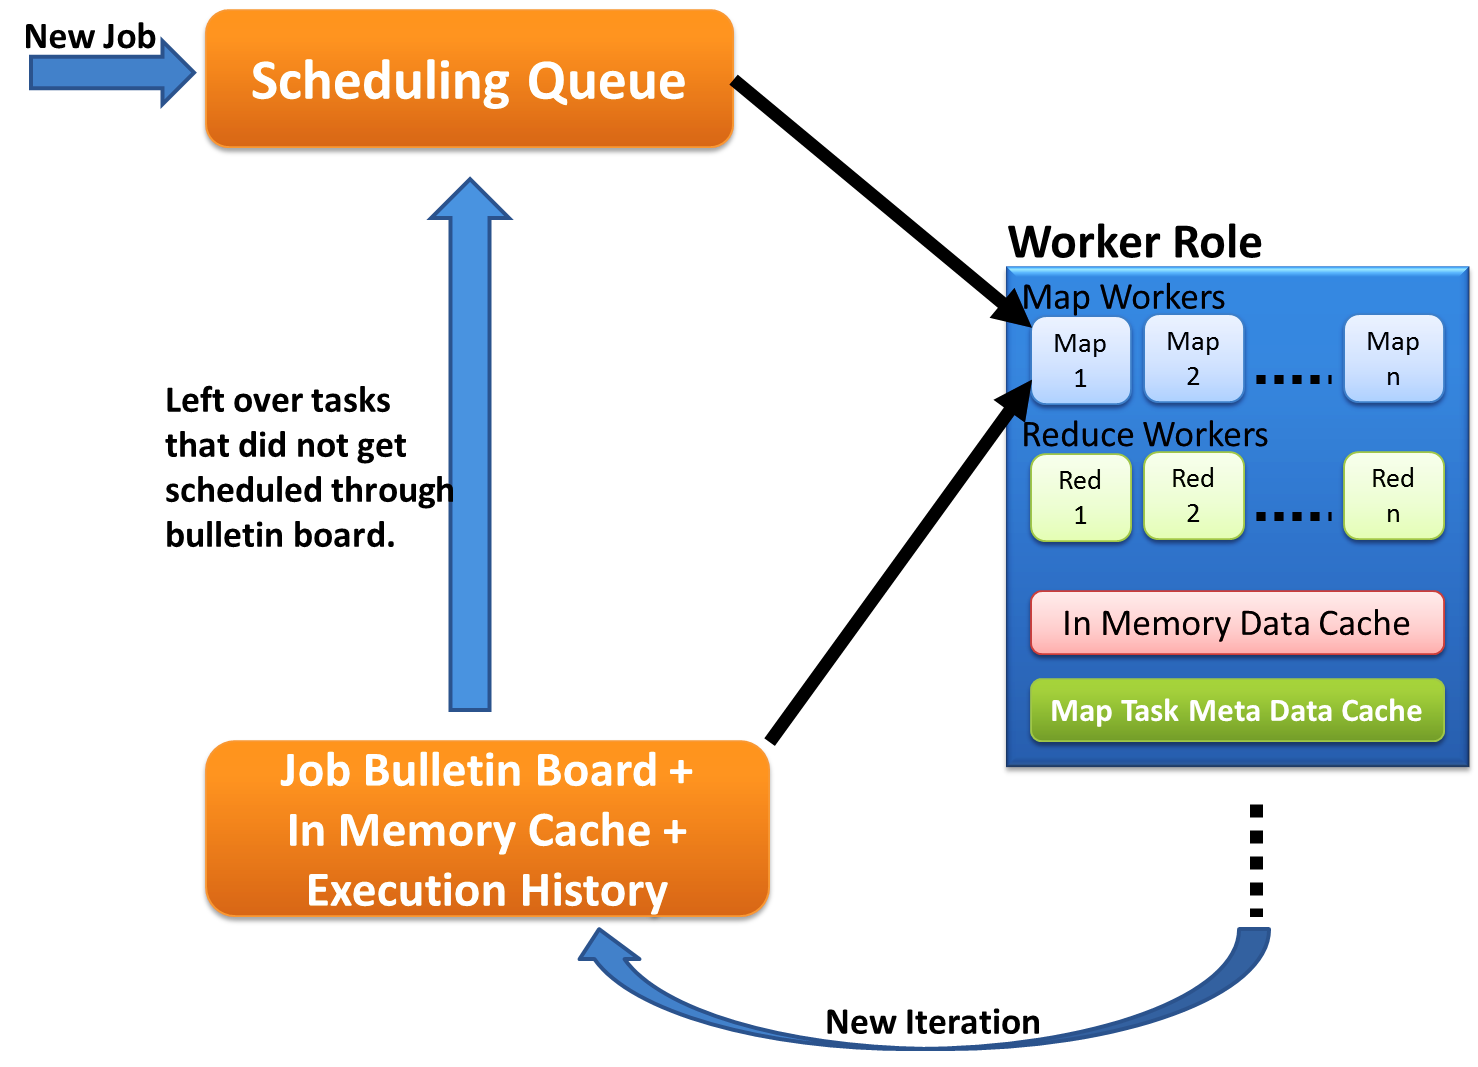 New Job
Scheduling Queue
Worker Role
Map Workers
Map
1
Map
2
Map
n
Reduce Workers
Red
1
Red
2
Red
n
In Memory Data Cache
Map Task Meta Data Cache
Left over tasks
that did not get
scheduled through
bulletin board.
Job Bulletin Board +
In Memory Cache +
Execution History
New Iteration